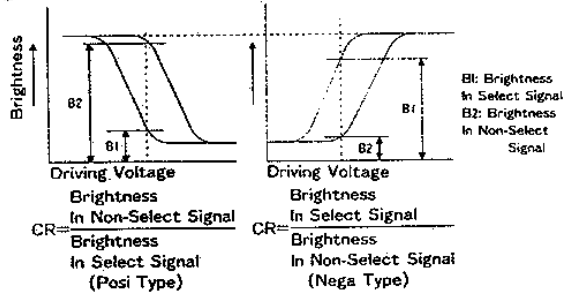 Brightness
B2
B1
B1
B2
B1: Brightness
In Select Signal
B2: Brightness
In Non-Select
Signal
Driving Voltage
Driving Voltage
CR=
Brightness
In Non-Select Signal
Brightness
In Select Signal
(Posi Type)
CR=
Brightness
In Select Signal
Brightness
In Non-Select Signal
(Nega Type)